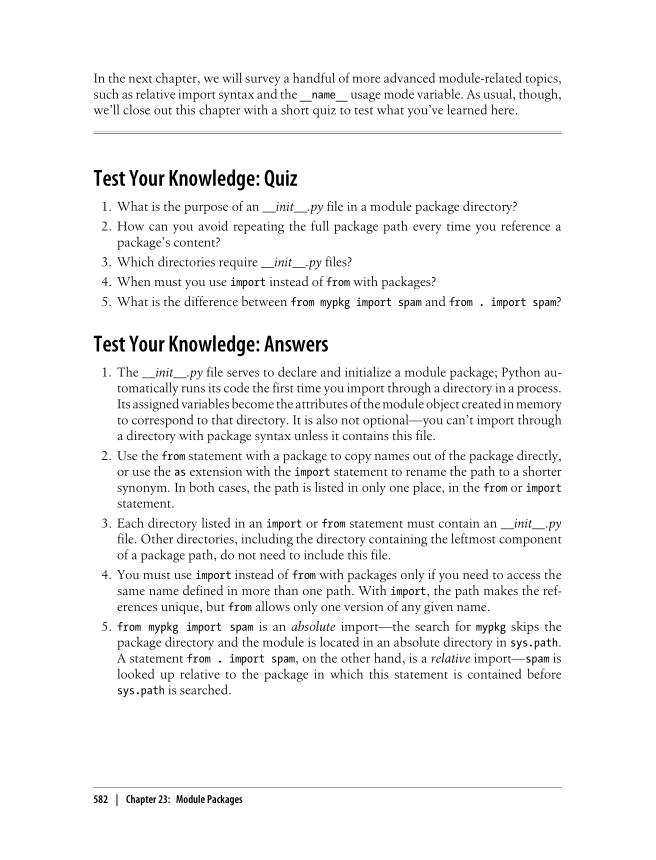 In the next chapter, we will survey a handful of more advanced module-related topics,
such as relative import syntax and the __name__ usage mode variable. As usual, though,
we’ll close out this chapter with a short quiz to test what you’ve learned here.
Test Your Knowledge: Quiz
1. What is the purpose of an __init__.py file in a module package directory?
2. How can you avoid repeating the full package path every time you reference a
package’s content?
3. Which directories require __init__.py files?
4. When must you use import instead of from with packages?
5. What is the difference between from mypkg import spam and from . import spam?
Test Your Knowledge: Answers
1. The __init__.py file serves to declare and initialize a module package; Python au-
tomatically runs its code the first time you import through a directory in a process.
Its assigned variables become the attributes of the module object created in memory
to correspond to that directory. It is also not optional—you can’t import through
a directory with package syntax unless it contains this file.
2. Use the from statement with a package to copy names out of the package directly,
or use the as extension with the import statement to rename the path to a shorter
synonym. In both cases, the path is listed in only one place, in the from or import
statement.
3. Each directory listed in an import or from statement must contain an __init__.py
file. Other directories, including the directory containing the leftmost component
of a package path, do not need to include this file.
4. You must use import instead of from with packages only if you need to access the
same name defined in more than one path. With import, the path makes the ref-
erences unique, but from allows only one version of any given name.
5. from mypkg import spam is an absolute import—the search for mypkg skips the
package directory and the module is located in an absolute directory in sys.path.
A statement from . import spam, on the other hand, is a relative import—spam is
looked up relative to the package in which this statement is contained before
sys.path is searched.
582 | Chapter 23: Module Packages